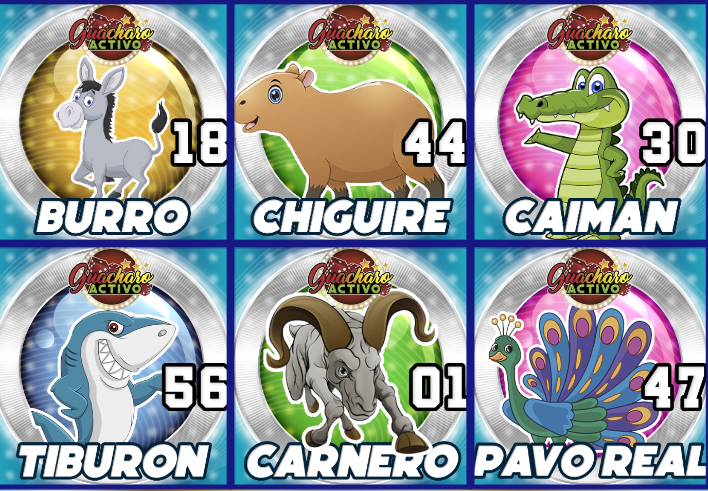 Guacharo
ACTIVO
18
BURRO
Guacharo
ACTIVO
44
CHIGUIRE
Guacharo
ACTIVO
30
CAIMAN
Guacharo
ACTIVO
56
TIBURON
Guacharo
ACTIVO
01
CARNERO
Guacharo
ACTIVO
47
PAVO REAL